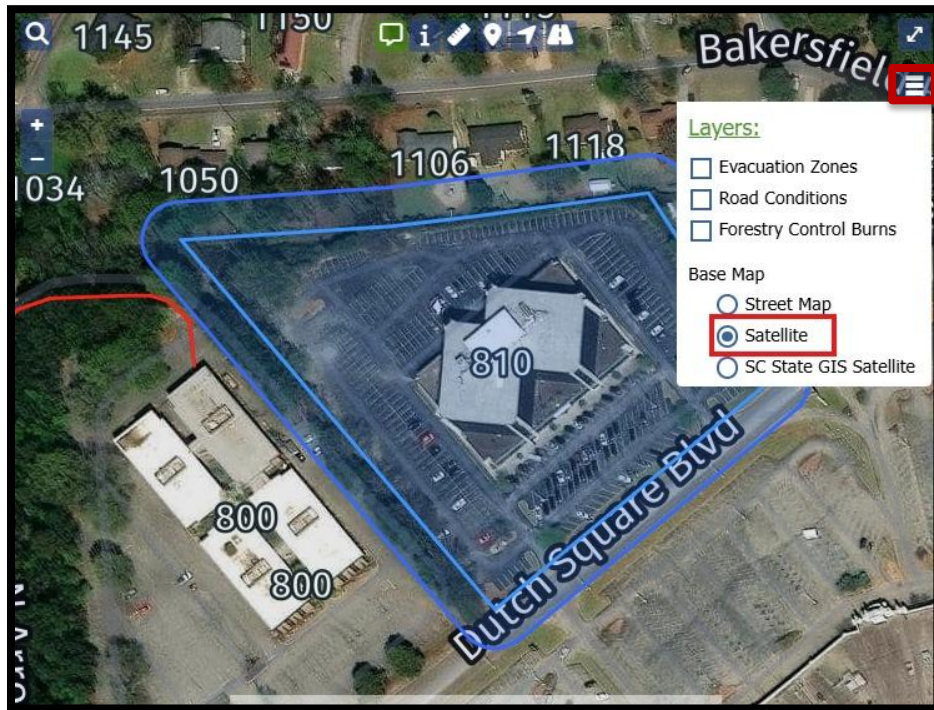 1145
1150
i
Bakersfiel
1034
1050
1106
1118
Layers:
Evacuation Zones
Road Conditions
Forestry Control Burns
Base Map
Street Map
Satellite
SC State GIS Satellite
810
800
800
Dutch Square Blvd